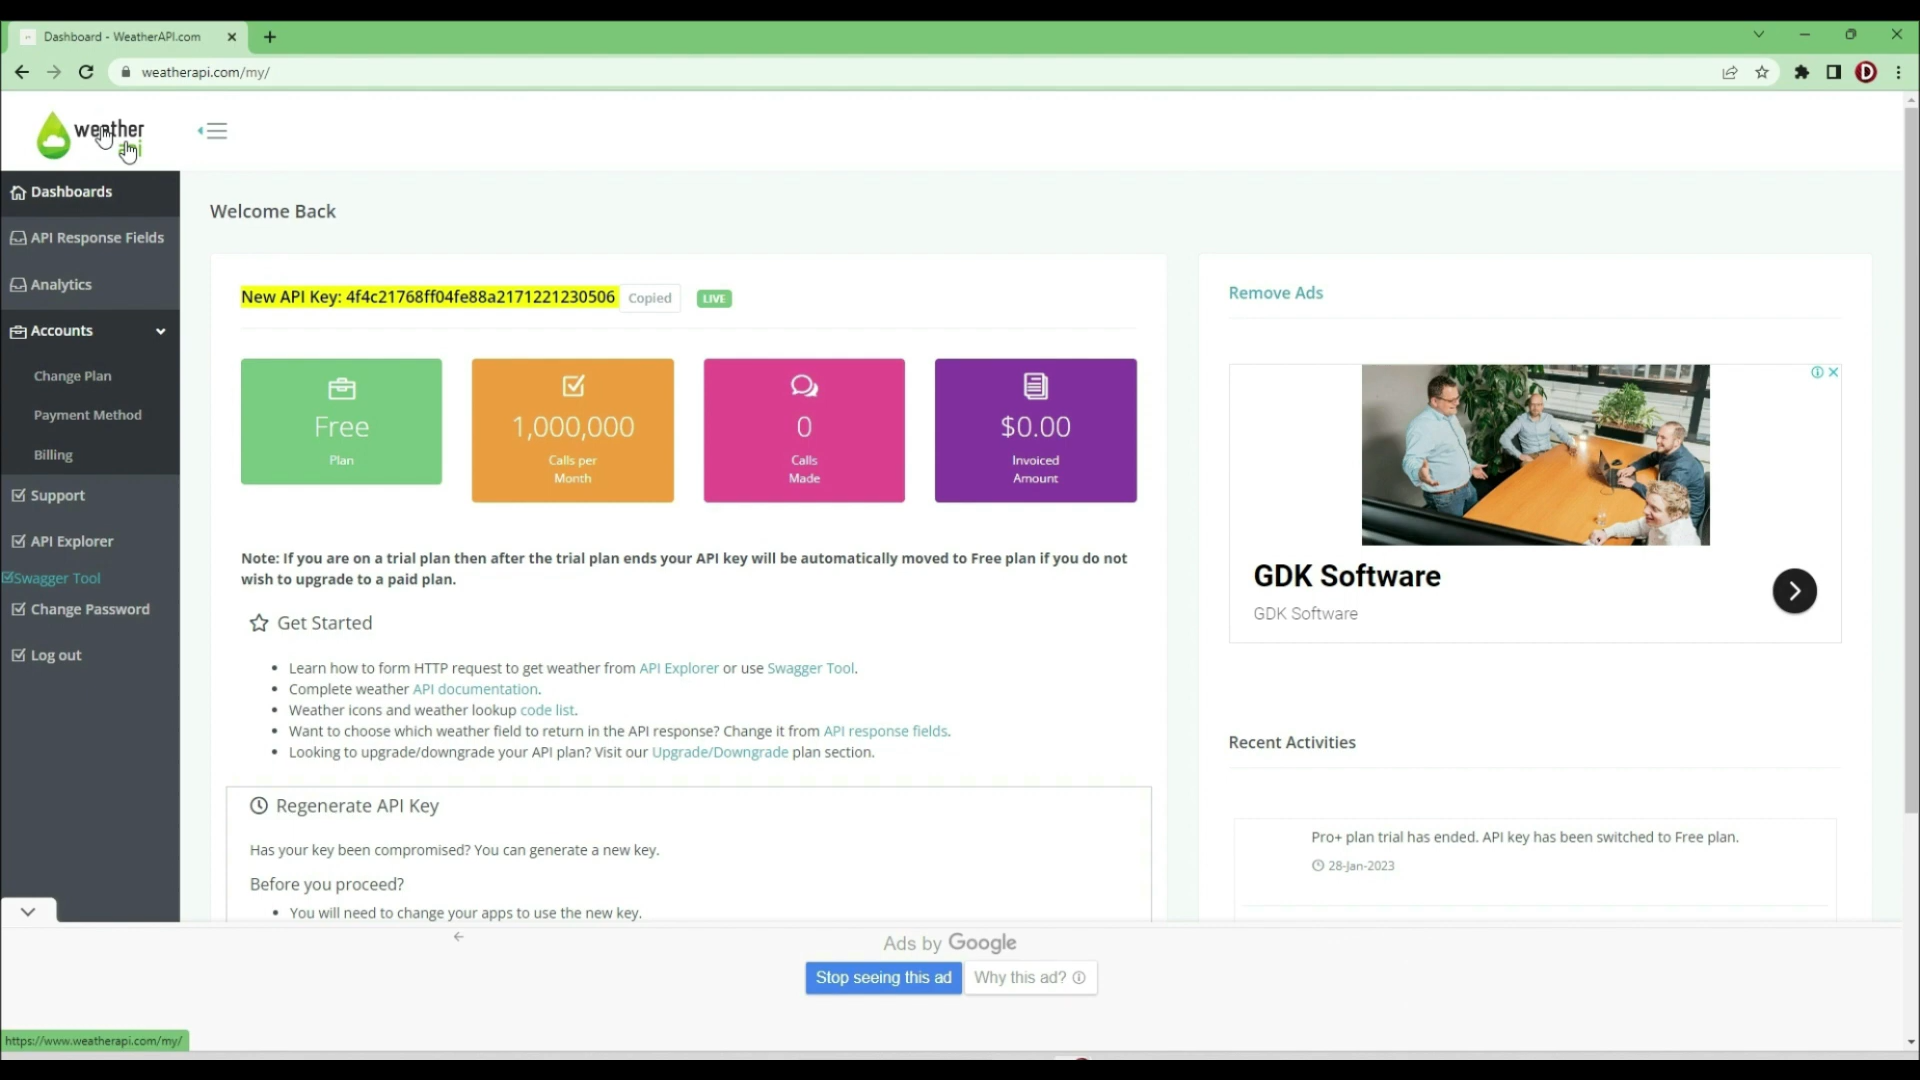 Dashboard - WeatherAPI.com
weatherapi.com/my/
D
weather
api
Dashboards
API Response Fields
Analytics
Accounts
Change Plan
Payment Method
Billing
Support
API Explorer
Swagger Tool
Change Password
Log out
Welcome Back
New API Key: 4f4c21768ff04fe88a2171221230506 Copied LIVE
Free
Plan
1,000,000
Calls per
Month
0
Calls
Made
$0.00
Invoiced
Amount
Note: If you are on a trial plan then after the trial plan ends your API key will be automatically moved to Free plan if you do not
wish to upgrade to a paid plan.
Get Started
• Learn how to form HTTP request to get weather from API Explorer or use Swagger Tool.
• Complete weather API documentation.
• Weather icons and weather lookup code list.
• Want to choose which weather field to return in the API response? Change it from API response fields.
• Looking to upgrade/downgrade your API plan? Visit our Upgrade/Downgrade plan section.
Regenerate API Key
Has your key been compromised? You can generate a new key.
Before you proceed?
• You will need to change your apps to use the new key.
Remove Ads
GDK Software
GDK Software
Recent Activities
Pro+ plan trial has ended. API key has been switched to Free plan.
28-Jan-2023
Ads by Google
Stop seeing this ad Why this ad?
https://www.weatherapi.com/my/